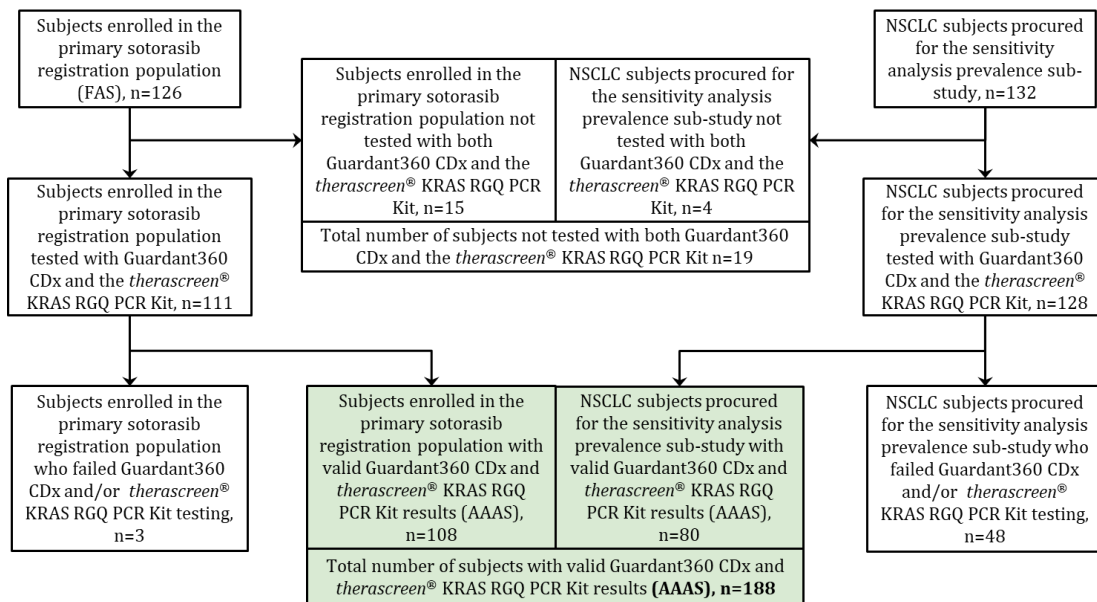 Subjects enrolled in the
primary sotorasib
registration population
(FAS), n=126
Subjects enrolled in the
primary sotorasib
registration population not
tested with both
Guardant360 CDx and the
therascreen® KRAS RGQ PCR
Kit, n=15
NSCLC subjects procured for
the sensitivity analysis
prevalence sub-study not
tested with both
Guardant360 CDx and the
therascreen® KRAS RGQ PCR
Kit, n=4
Total number of subjects not tested with both Guardant360
CDx and the therascreen® KRAS RGQ PCR Kit n=19
NSCLC subjects procured
for the sensitivity
analysis prevalence sub-
study, n=132
Subjects enrolled in the
primary sotorasib
registration population
tested with Guardant360
CDx and the therascreen®
KRAS RGQ PCR Kit, n=111
NSCLC subjects procured
for the sensitivity analysis
prevalence sub-study
tested with Guardant360
CDx and the therascreen®
KRAS RGQ PCR Kit, n=128
Subjects enrolled in the
primary sotorasib
registration population
who failed Guardant360
CDx and/or therascreen®
KRAS RGQ PCR Kit testing,
n=3
Subjects enrolled in the
primary sotorasib
registration population with
valid Guardant360 CDx and
therascreen® KRAS RGQ
PCR Kit results (AAAS),
n=108
NSCLC subjects procured
for the sensitivity analysis
prevalence sub-study with
valid Guardant360 CDx and
therascreen® KRAS RGQ
PCR Kit results (AAAS),
n=80
Total number of subjects with valid Guardant360 CDx and
therascreen® KRAS RGQ PCR Kit results (AAAS), n=188
NSCLC subjects procured
for the sensitivity analysis
prevalence sub-study who
failed Guardant360 CDx
and/or therascreen®
KRAS RGQ PCR Kit testing,
n=48